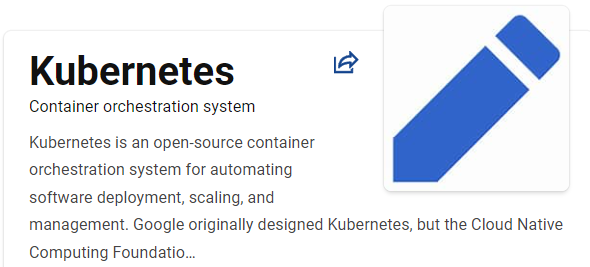 Kubernetes
Container orchestration system
Kubernetes is an open-source container
orchestration system for automating
software deployment, scaling, and
management. Google originally designed Kubernetes, but the Cloud Native
Computing Foundatio...